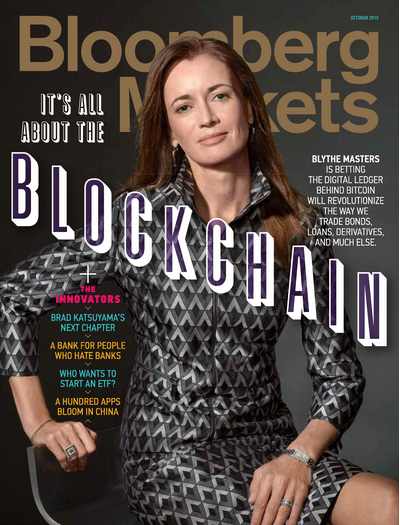 OCTOBER 2015
Bloomberg
Markets
IT'S ALL
ABOUT THE
BLOCKCHAIN
BLYTHE MASTERS
IS BETTING
THE DIGITAL LEDGER
BEHIND BITCOIN
WILL REVOLUTIONIZE
THE WAY WE
TRADE BONDS,
LOANS, DERIVATIVES,
AND MUCH ELSE.
+
THE
INNOVATORS
BRAD KATSUYAMA'S
NEXT CHAPTER
A BANK FOR PEOPLE
WHO HATE BANKS
WHO WANTS TO
START AN ETF?
A HUNDRED APPS
BLOOM IN CHINA